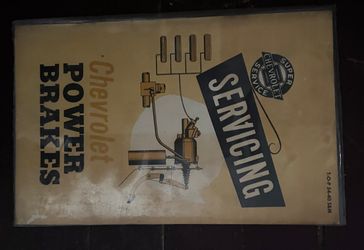 SUPER
CHEVROLET
SERVICE
SERVICING
Chevrolet
POWER
BRAKES